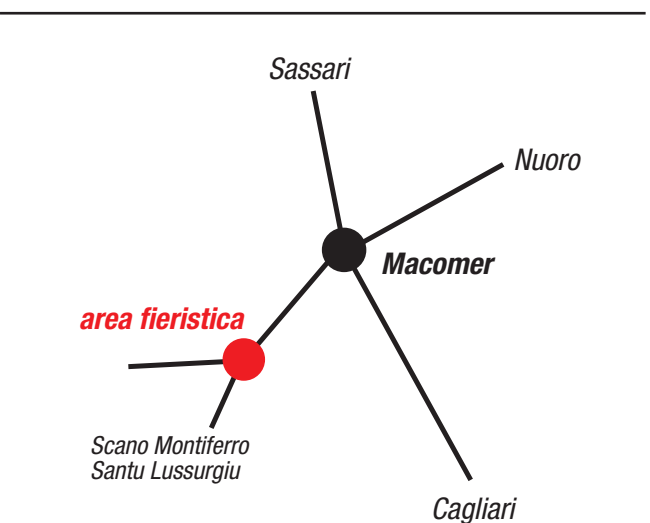 Sassari
Nuoro
Macomer
area fieristica
Scano Montiferro
Santu Lussurgiu
Cagliari